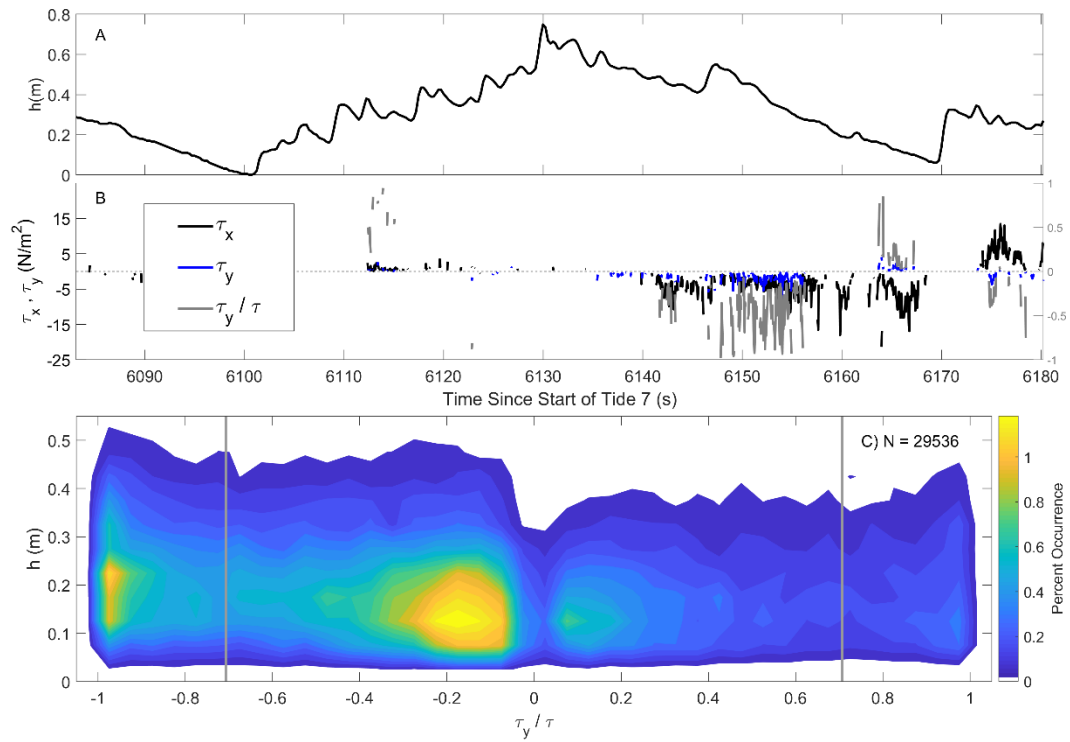 A
h(m)
0.8
0.6
0.4
0.2
0
B
τx , τy (N/m²)
15
5
-5
-15
-25
τx
τy
τy / τ
1
0.5
0
-0.5
-1
6090 6100 6110 6120 6130 6140 6150 6160 6170 6180
Time Since Start of Tide 7 (s)
C) N = 29536
h (m)
0.5
0.4
0.3
0.2
0.1
0
-1 -0.8 -0.6 -0.4 -0.2 0 0.2 0.4 0.6 0.8 1
τy / τ
1
0.8
0.6
0.4
0.2
0
Percent Occurrence